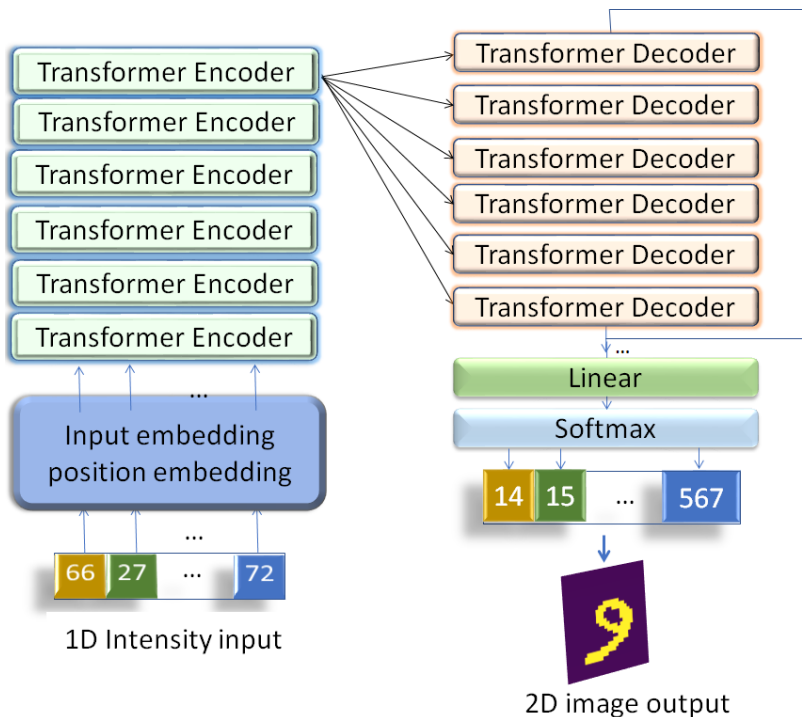 Transformer Encoder
Transformer Encoder
Transformer Encoder
Transformer Encoder
Transformer Encoder
Transformer Encoder
...
Input embedding
position embedding
...
66 27 ... 72
1D Intensity input
Transformer Decoder
Transformer Decoder
Transformer Decoder
Transformer Decoder
Transformer Decoder
Transformer Decoder
...
Linear
Softmax
14 15 ... 567
9
2D image output